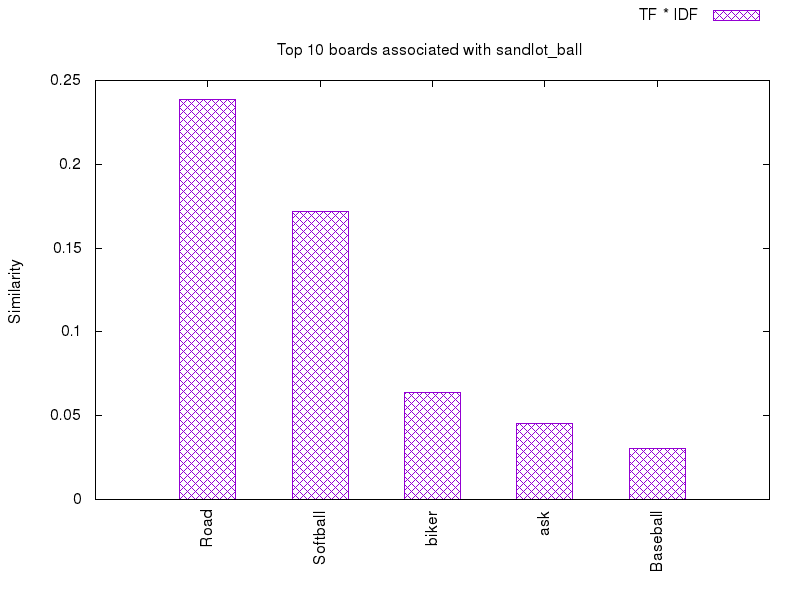 TF * IDF
Top 10 boards associated with sandlot_ball
0.25
0.2
0.15
0.1
0.05
0
Similarity
Road
Softball
biker
ask
Baseball